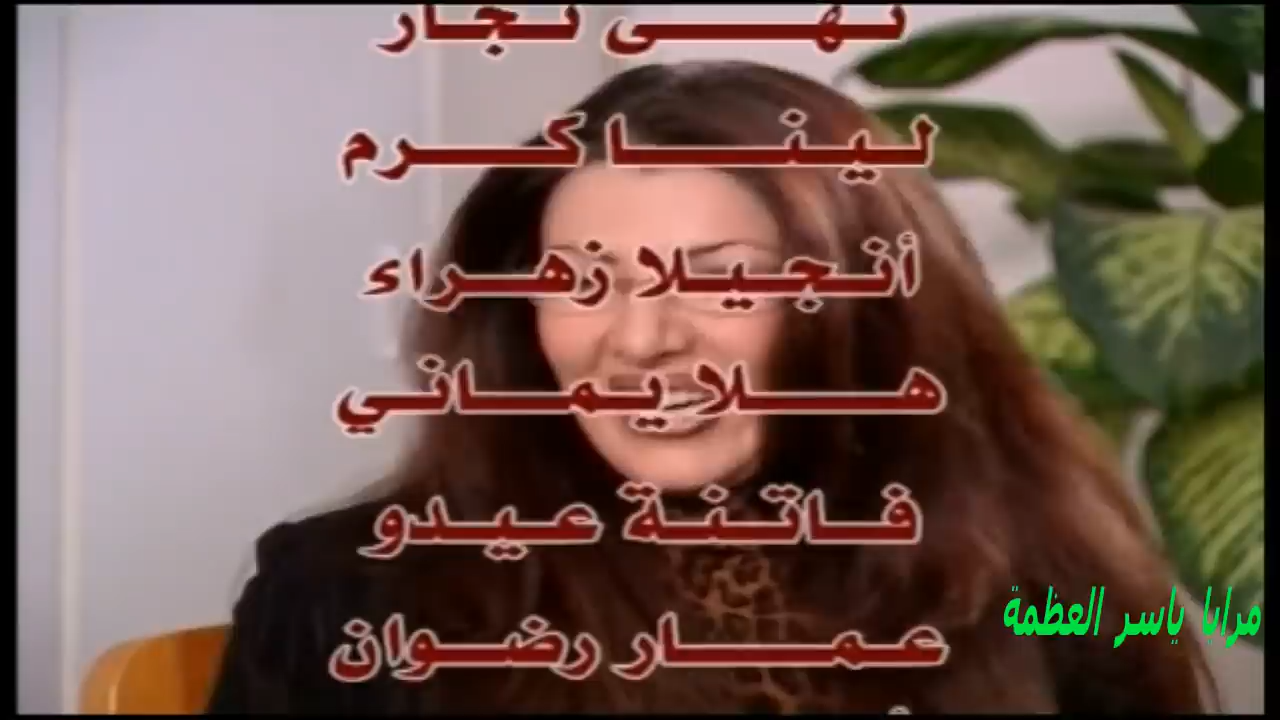 نهى نجار
لينا كرم
أنجيلا زهراء
هلا يماني
فاتنة عيدو
عمار رضوان
مرايا ياسر العظمة